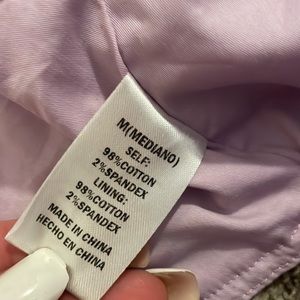 M(MEDIANO)
SELF:
98%COTTON
2%SPANDEX
LINING:
98%COTTON
2%SPANDEX
MADE IN CHINA
HECHO EN CHINA